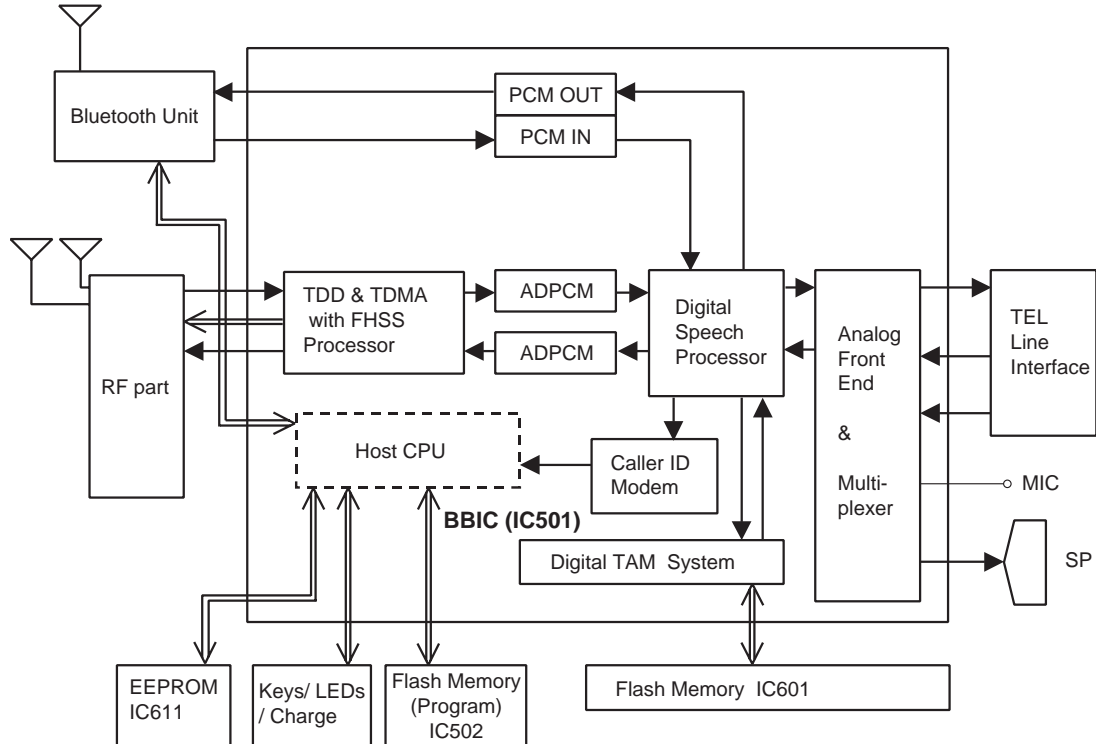 Bluetooth Unit
PCM OUT
PCM IN
RF part
TDD & TDMA
with FHSS
Processor
ADPCM
ADPCM
Digital
Speech
Processor
Analog
Front
End
&
Multi-
plexer
TEL
Line
Interface
Host CPU
Caller ID
Modem
MIC
BBIC (IC501)
Digital TAM System
SP
EEPROM
IC611
Keys/ LEDs
/ Charge
Flash Memory
(Program)
IC502
Flash Memory IC601